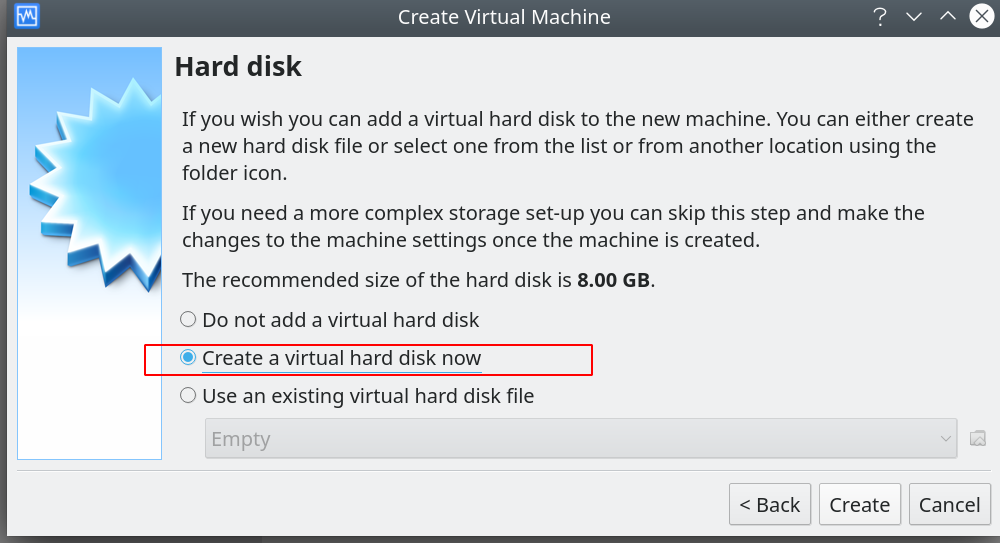 Create Virtual Machine
Hard disk
If you wish you can add a virtual hard disk to the new machine. You can either create
a new hard disk file or select one from the list or from another location using the
folder icon.
If you need a more complex storage set-up you can skip this step and make the
changes to the machine settings once the machine is created.
The recommended size of the hard disk is 8.00 GB.
Do not add a virtual hard disk
Create a virtual hard disk now
Use an existing virtual hard disk file
Empty
< Back
Create
Cancel